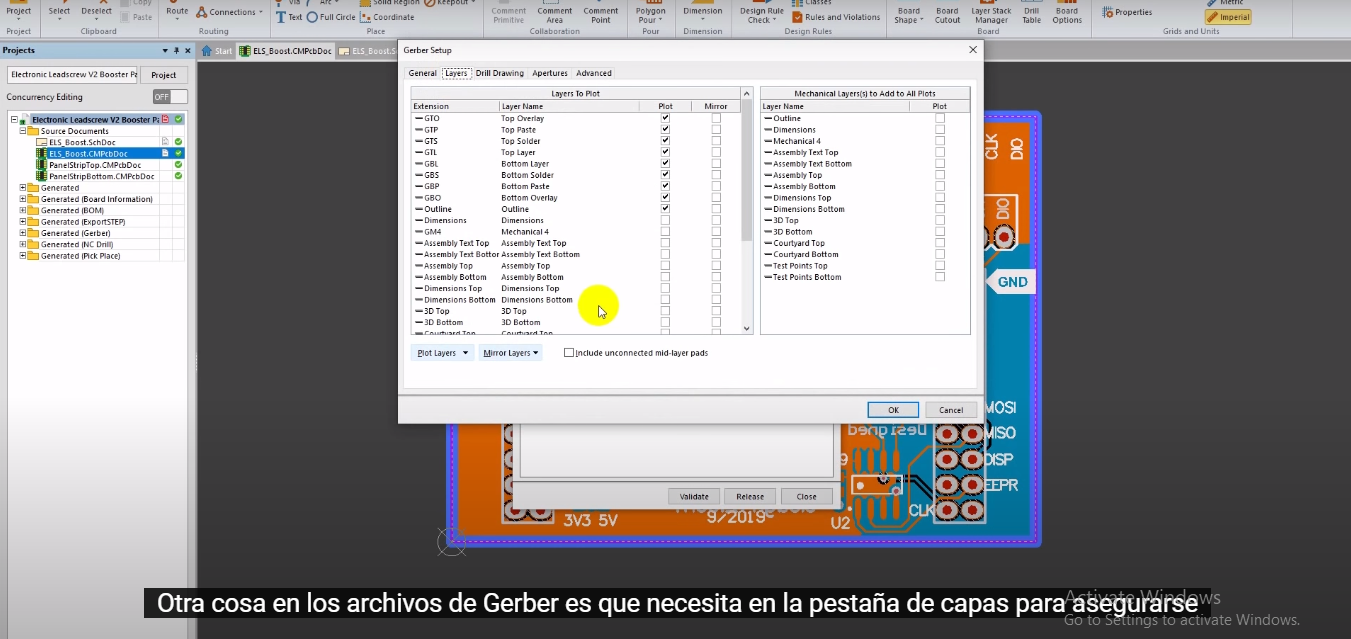 Project
Select
Deselect
Copy
Paste
Route
Connections
Via
Arc
Text
Full Circle
Solid Region
Keepout
Coordinate
Comment Primitive
Comment Area
Comment Point
Polygon Pour
Dimension
Design Rule Check
Classes
Rules and Violations
Board Shape
Board Cutout
Layer Stack Manager
Drill Table
Board Options
Properties
Metric
Imperial
Project
Clipboard
Routing
Place
Collaboration
Pour
Dimension
Design Rules
Board
Grids and Units
Projects
Start
ELS_Boost.CMPcbDoc
ELS_Boost.S
Electronic Leadscrew V2 Booster Pa
Project
Concurrency Editing
OFF
Electronic Leadscrew V2 Booster Pa
Source Documents
ELS_Boost.SchDoc
ELS_Boost.CMPcbDoc
PanelStripTop.CMPcbDoc
PanelStripBottom.CMPcbDoc
Generated
Generated (Board Information)
Generated (BOM)
Generated (ExportSTEP)
Generated (Gerber)
Generated (NC Drill)
Generated (Pick Place)
Gerber Setup
General
Layers
Drill Drawing
Apertures
Advanced
Layers To Plot
Extension
Layer Name
Plot
Mirror
GTO Top Overlay
GTP Top Paste
GTS Top Solder
GTL Top Layer
GBL Bottom Layer
GBS Bottom Solder
GBP Bottom Paste
GBO Bottom Overlay
Outline Outline
Dimensions Dimensions
GM4 Mechanical 4
Assembly Text Top Assembly Text Top
Assembly Text Bottor Assembly Text Bottom
Assembly Top Assembly Top
Assembly Bottom Assembly Bottom
Dimensions Top Dimensions Top
Dimensions Bottom Dimensions Bottom
3D Top 3D Top
3D Bottom 3D Bottom
Courtyard Top Courtyard Top
Mechanical Layers(s) to Add to All Plots
Layer Name
Plot
Outline
Dimensions
Mechanical 4
Assembly Text Top
Assembly Text Bottom
Assembly Top
Assembly Bottom
Dimensions Top
Dimensions Bottom
3D Top
3D Bottom
Courtyard Top
Courtyard Bottom
Test Points Top
Test Points Bottom
Plot Layers
Mirror Layers
Include unconnected mid-layer pads
OK
Cancel
Validate
Release
Close
CLK
DIO
DIO
GND
MOSI
MISO
DISP
EEPR
CLK
Designed
3V3 5V
9/2019
U2
Otra cosa en los archivos de Gerber es que necesita en la pestaña de capas para asegurarse
Activate Windows
Go to Settings to activate Windows.